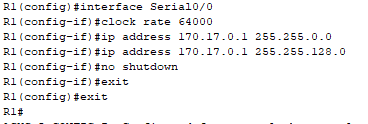 R1(config)#interface Serial0/0
R1(config-if)#clock rate 64000
R1(config-if)#ip address 170.17.0.1 255.255.0.0
R1(config-if)#ip address 170.17.0.1 255.255.128.0
R1(config-if)#no shutdown
R1(config-if)#exit
R1(config)#exit
R1#